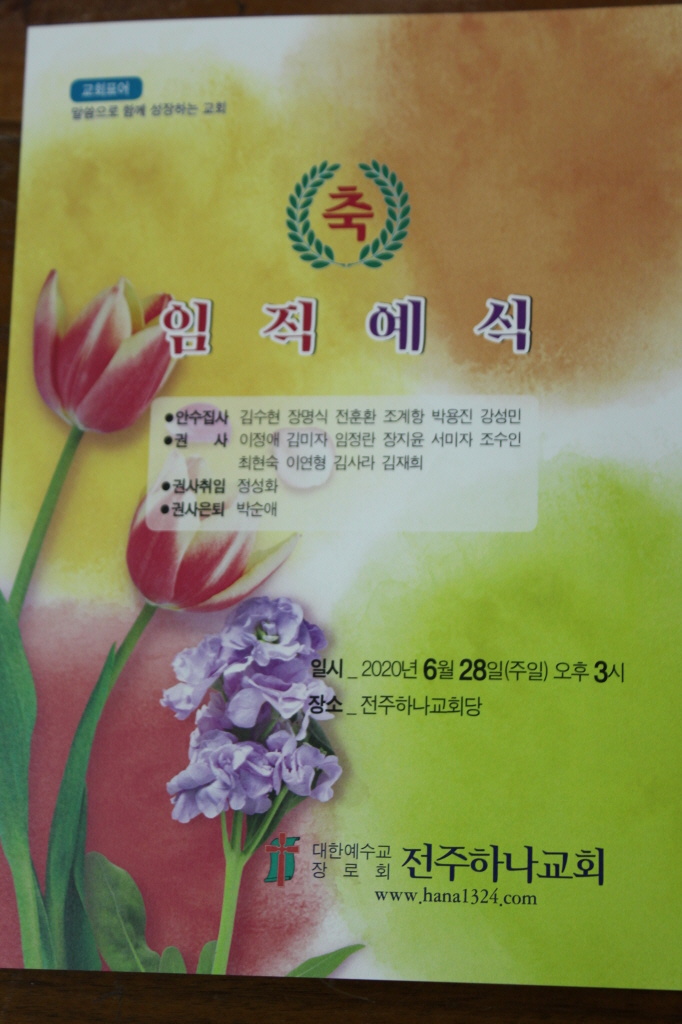 교회표어
말씀으로 함께 성장하는 교회
축
임 직 예 식
●안수집사 김수현 장명식 전훈환 조계항 박용진 강성민
●권 사 이정애 김미자 임정란 장지윤 서미자 조수인
최현숙 이연형 김사라 김재희
●권사취임 정성화
●권사은퇴 박순애
일시 _ 2020년 6월 28일(주일) 오후 3시
장소 _ 전주하나교회당
대한예수교
장 로 회 전주하나교회
www.hana1324.com